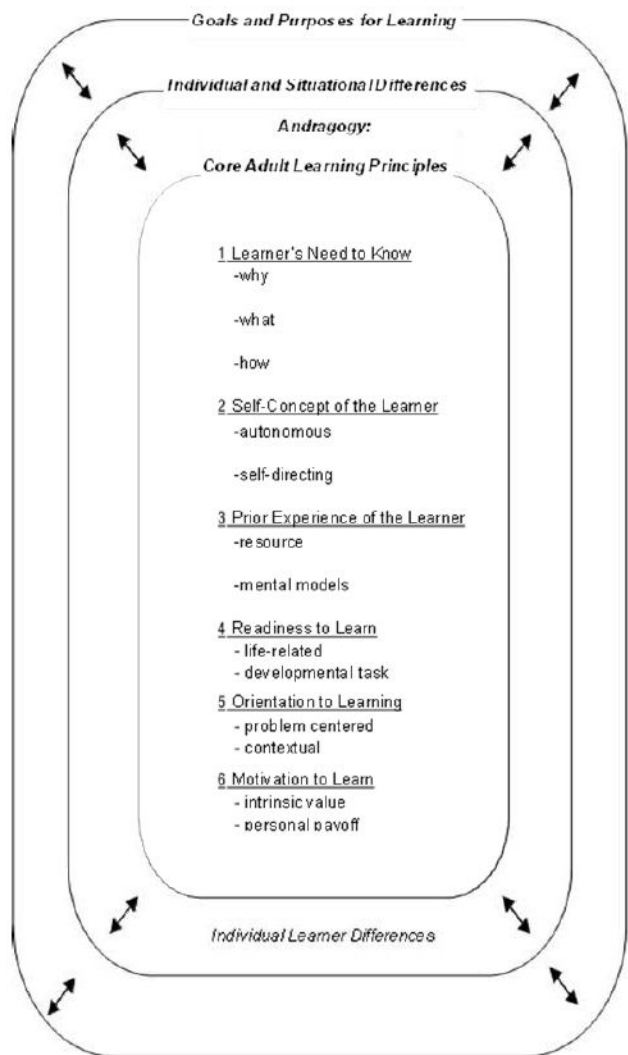 Goals and Purposes for Learning
Individual and Situational Differences
Andragogy:
Core Adult Learning Principles
1 Learner's Need to Know
-why
-what
-how
2 Self-Concept of the Learner
-autonomous
-self-directing
3 Prior Experience of the Learner
-resource
-mental models
4 Readiness to Learn
- life-related
- developmental task
5 Orientation to Learning
- problem centered
- contextual
6 Motivation to Learn
- intrinsic value
- personal payoff
Individual Learner Differences